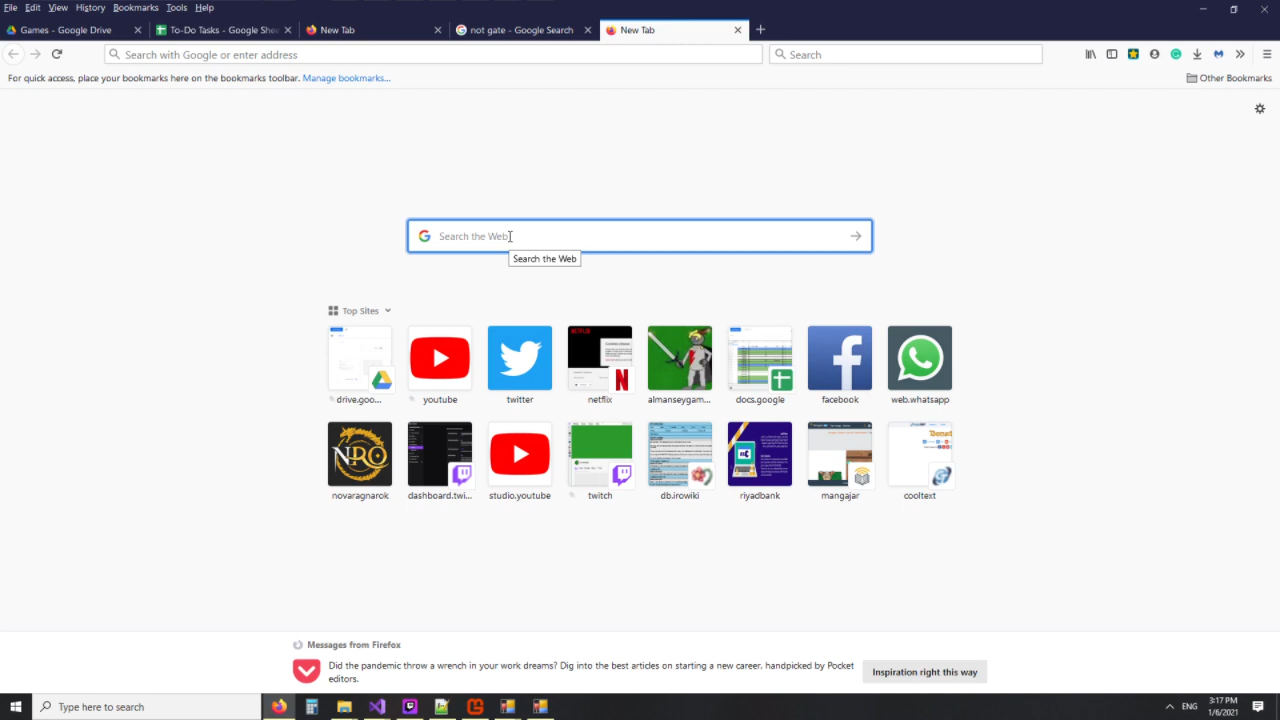 File Edit View History Bookmarks Tools Help
Games - Google Drive
To-Do Tasks - Google She
New Tab
not gate - Google Search
New Tab
Search with Google or enter address
Search
For quick access, place your bookmarks here on the bookmarks toolbar. Manage bookmarks...
Other Bookmarks
Search the Web
Search the Web
Top Sites
drive.goo...
youtube
twitter
netflix
almanseygam...
docs.google
facebook
web.whatsapp
novaragnarok
dashboard.twi...
studio.youtube
twitch
db.irowiki
riyadbank
mangajar
cooltext
Messages from Firefox
Did the pandemic throw a wrench in your work dreams? Dig into the best articles on starting a new career, handpicked by Pocket
editors.
Inspiration right this way
Type here to search
ENG
3:17 PM
1/6/2021